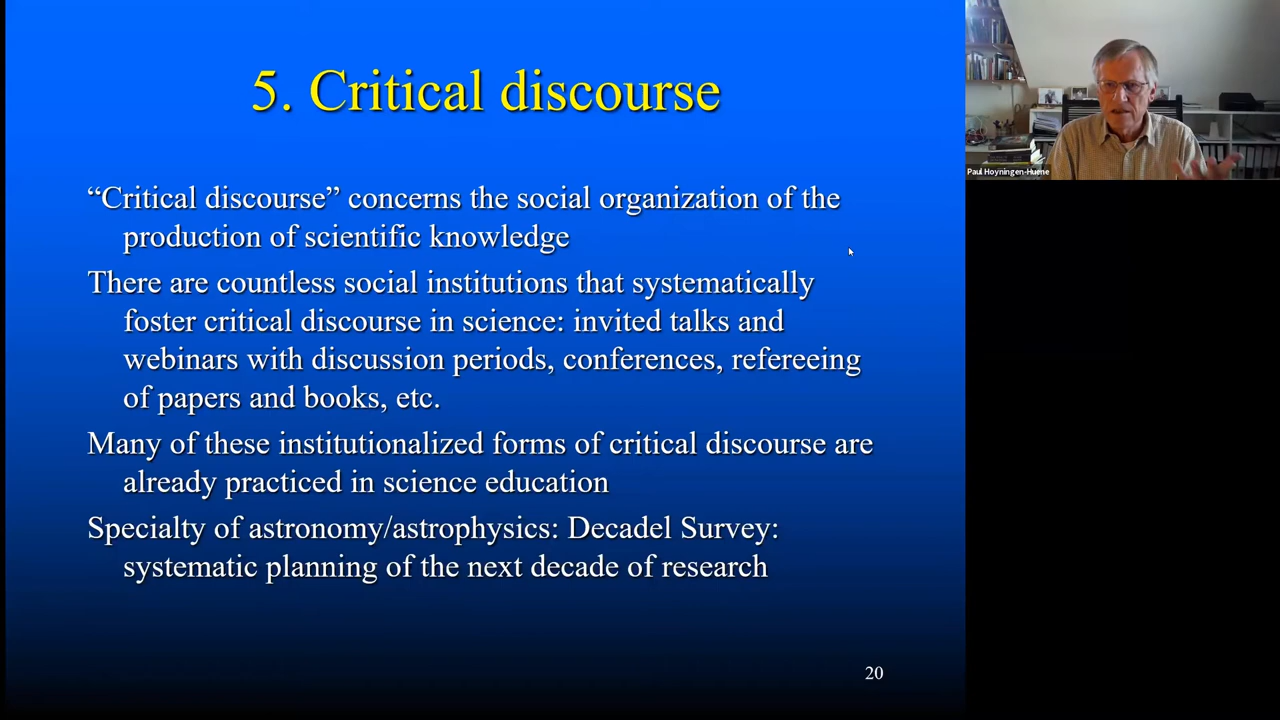 5. Critical discourse
“Critical discourse” concerns the social organization of the
production of scientific knowledge
There are countless social institutions that systematically
foster critical discourse in science: invited talks and
webinars with discussion periods, conferences, refereeing
of papers and books, etc.
Many of these institutionalized forms of critical discourse are
already practiced in science education
Specialty of astronomy/astrophysics: Decadel Survey:
systematic planning of the next decade of research
20
Paul Hoyningen-Huene